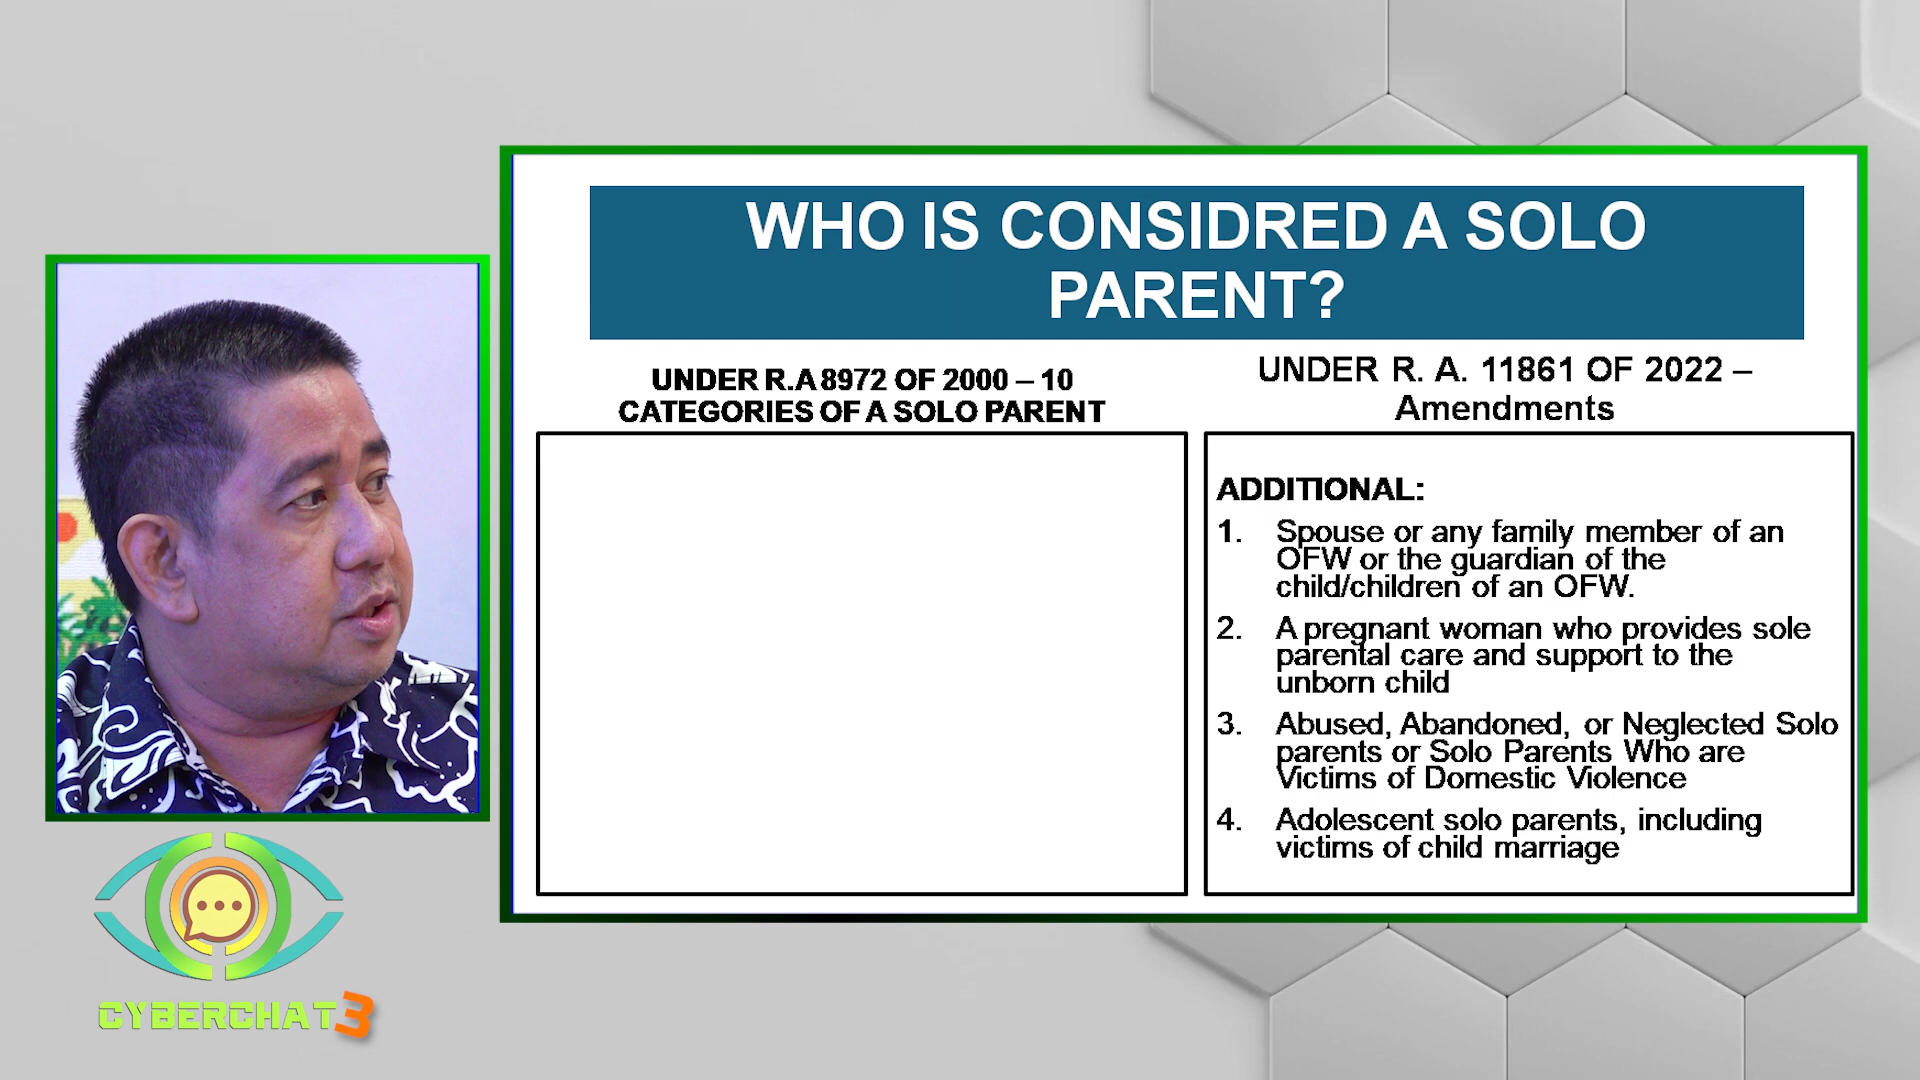 WHO IS CONSIDRED A SOLO
PARENT?
UNDER R.A 8972 OF 2000 – 10
CATEGORIES OF A SOLO PARENT
UNDER R. A. 11861 OF 2022 –
Amendments
ADDITIONAL:
1. Spouse or any family member of an
OFW or the guardian of the
child/children of an OFW.
2. A pregnant woman who provides sole
parental care and support to the
unborn child
3. Abused, Abandoned, or Neglected Solo
parents or Solo Parents Who are
Victims of Domestic Violence
4. Adolescent solo parents, including
victims of child marriage
CYBERCHAT 3